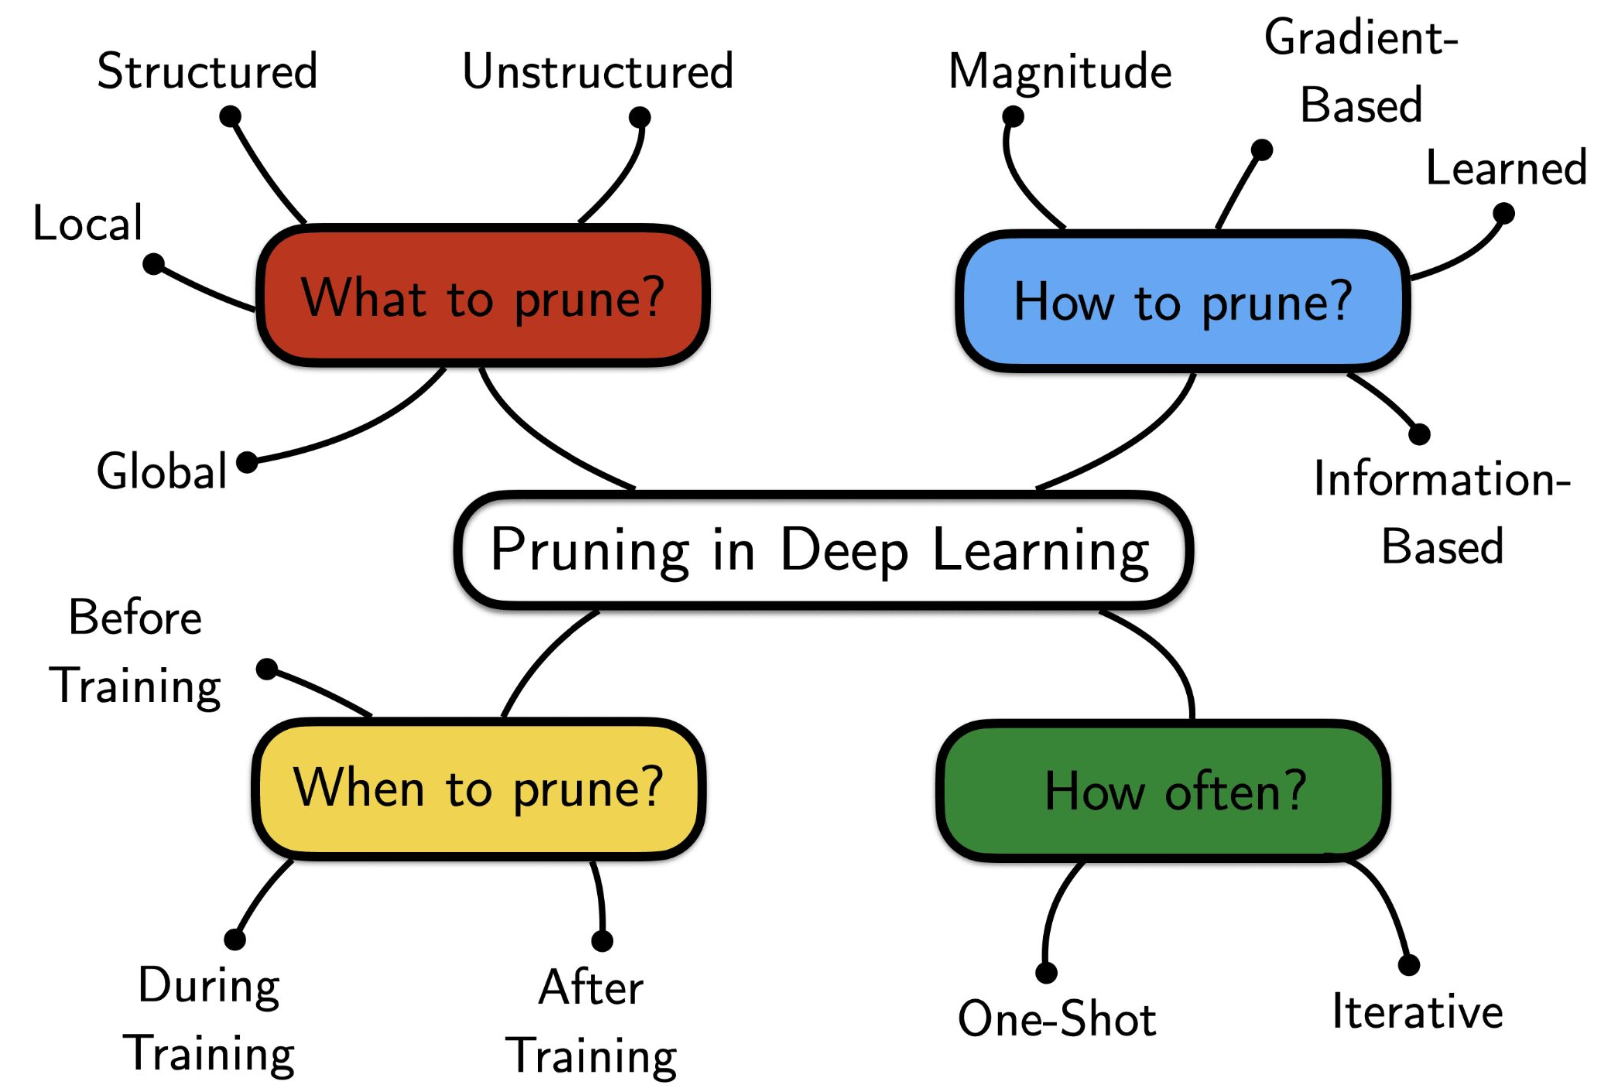 Structured
Unstructured
Local
What to prune?
Global
Magnitude
Gradient-
Based
Learned
How to prune?
Information-
Based
Pruning in Deep Learning
Before
Training
When to prune?
During
Training
After
Training
How often?
One-Shot
Iterative